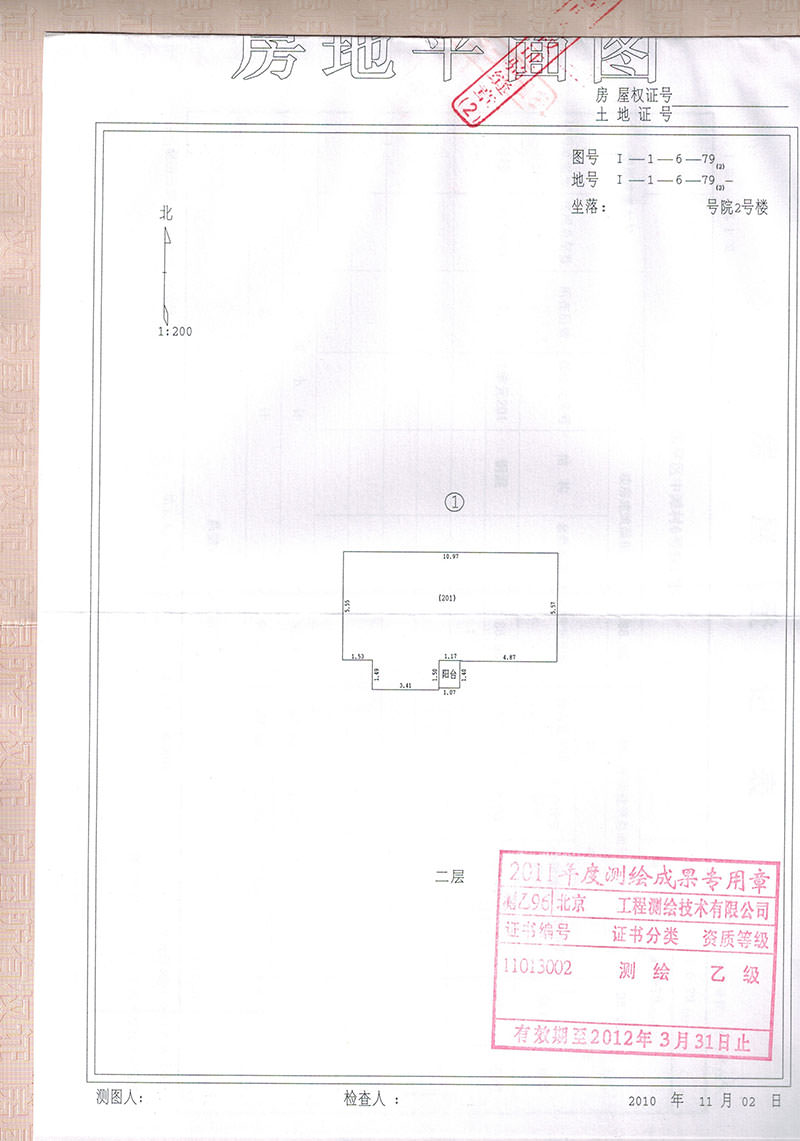 房地平面图
房屋权证号
土地证号
图号 I—1—6—79(2)
地号 I—1—6—79(2)—
坐落: 号院2号楼
北
1:200
①
10.97
(201)
5.55
5.57
1.53
1.17
4.87
1.49
1.50
阳台
1.40
3.41
1.07
二层
2011年度测绘成果专用章
测乙96 北京 工程测绘技术有限公司
证书编号 证书分类 资质等级
11013002 测绘 乙级
有效期至2012年3月31日止
测图人: 检查人: 2010 年 11 月 02 日